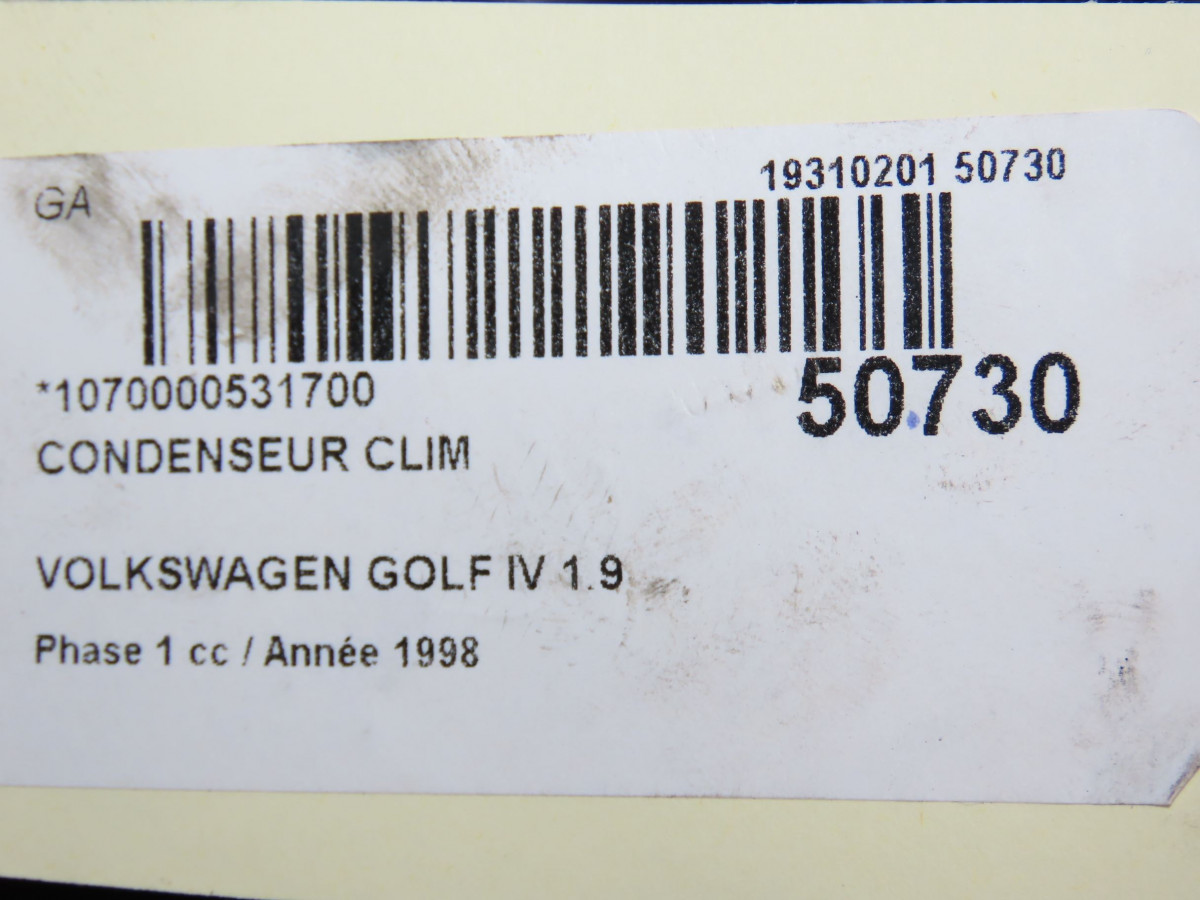 19310201 50730
GA
*1070000531700
50730
CONDENSEUR CLIM
VOLKSWAGEN GOLF IV 1.9
Phase 1 cc / Année 1998